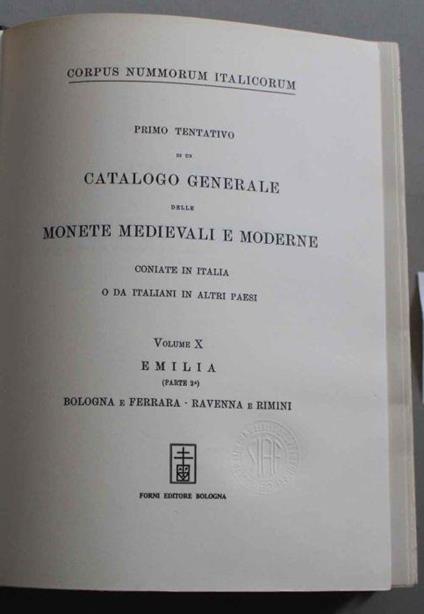 CORPUS NUMMORUM ITALICORUM
PRIMO TENTATIVO
DI UN
CATALOGO GENERALE
DELLE
MONETE MEDIEVALI E MODERNE
CONIATE IN ITALIA
O DA ITALIANI IN ALTRI PAESI
VOLUME X
EMILIA
(PARTE 2ª)
BOLOGNA E FERRARA - RAVENNA E RIMINI
FORNI EDITORE BOLOGNA